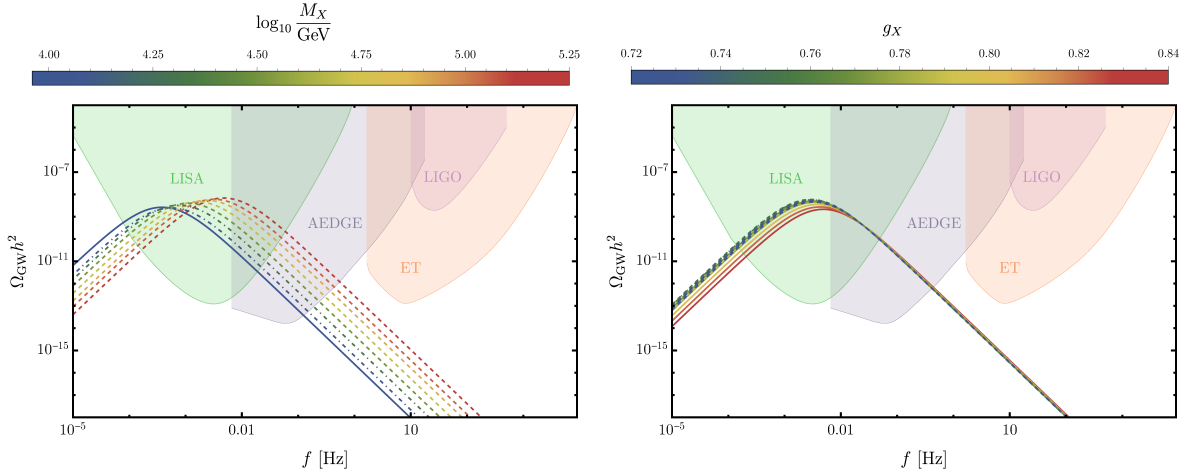 log₁₀ M_X/GeV
4.00 4.25 4.50 4.75 5.00 5.25
LISA
AEDGE
LIGO
ET
10⁻⁷
10⁻¹¹
10⁻¹⁵
Ω_GW h²
10⁻⁵ 0.01 10
f [Hz]
g_X
0.72 0.74 0.76 0.78 0.80 0.82 0.84
LISA
AEDGE
LIGO
ET
10⁻⁷
10⁻¹¹
10⁻¹⁵
Ω_GW h²
10⁻⁵ 0.01 10
f [Hz]